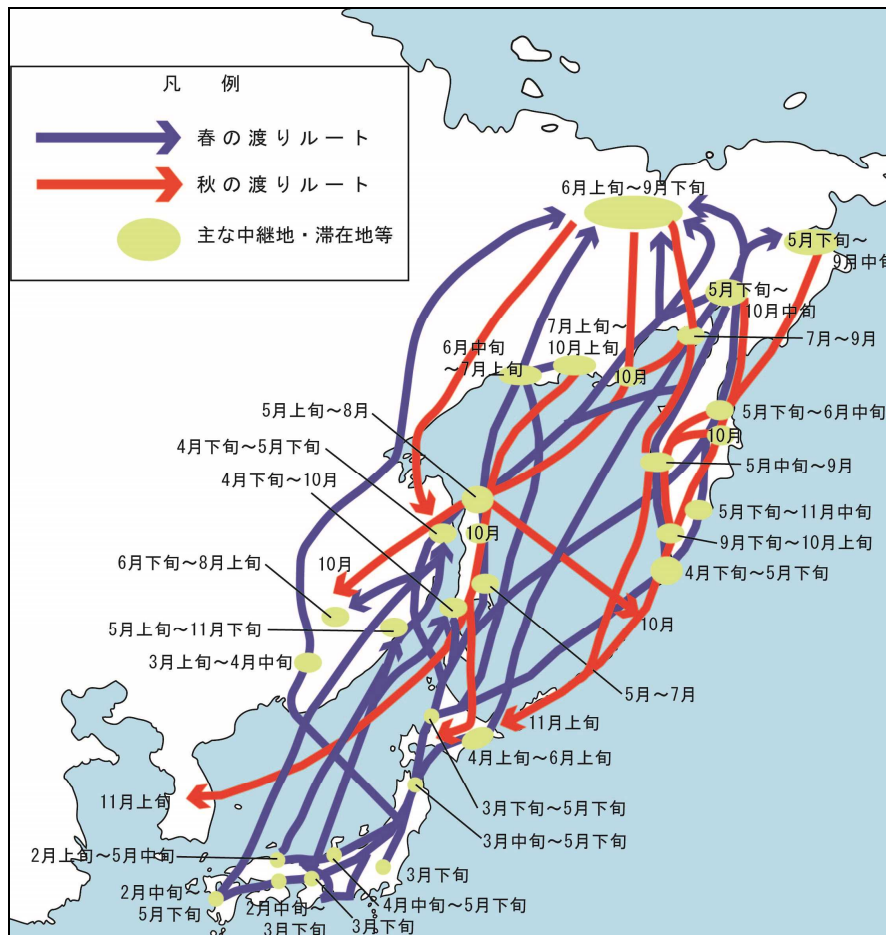 凡　例
春の渡りルート
秋の渡りルート
主な中継地・滞在地等
6月上旬～9月下旬
5月下旬～
9月中旬
5月下旬～
10月中旬
7月上旬～
10月上旬
7月～9月
6月中旬
～7月上旬
10月
5月上旬～8月
5月下旬～6月中旬
10月
4月下旬～5月下旬
5月中旬～9月
4月下旬～10月
5月下旬～11月中旬
10月
9月下旬～10月上旬
10月
6月下旬～8月上旬
4月下旬～5月下旬
5月上旬～11月下旬
10月
3月上旬～4月中旬
5月～7月
11月上旬
4月上旬～6月上旬
11月上旬
3月下旬～5月下旬
3月中旬～5月下旬
2月上旬～5月中旬
3月下旬
2月中旬～
5月下旬
2月中旬～
3月下旬
3月下旬
4月中旬～5月下旬